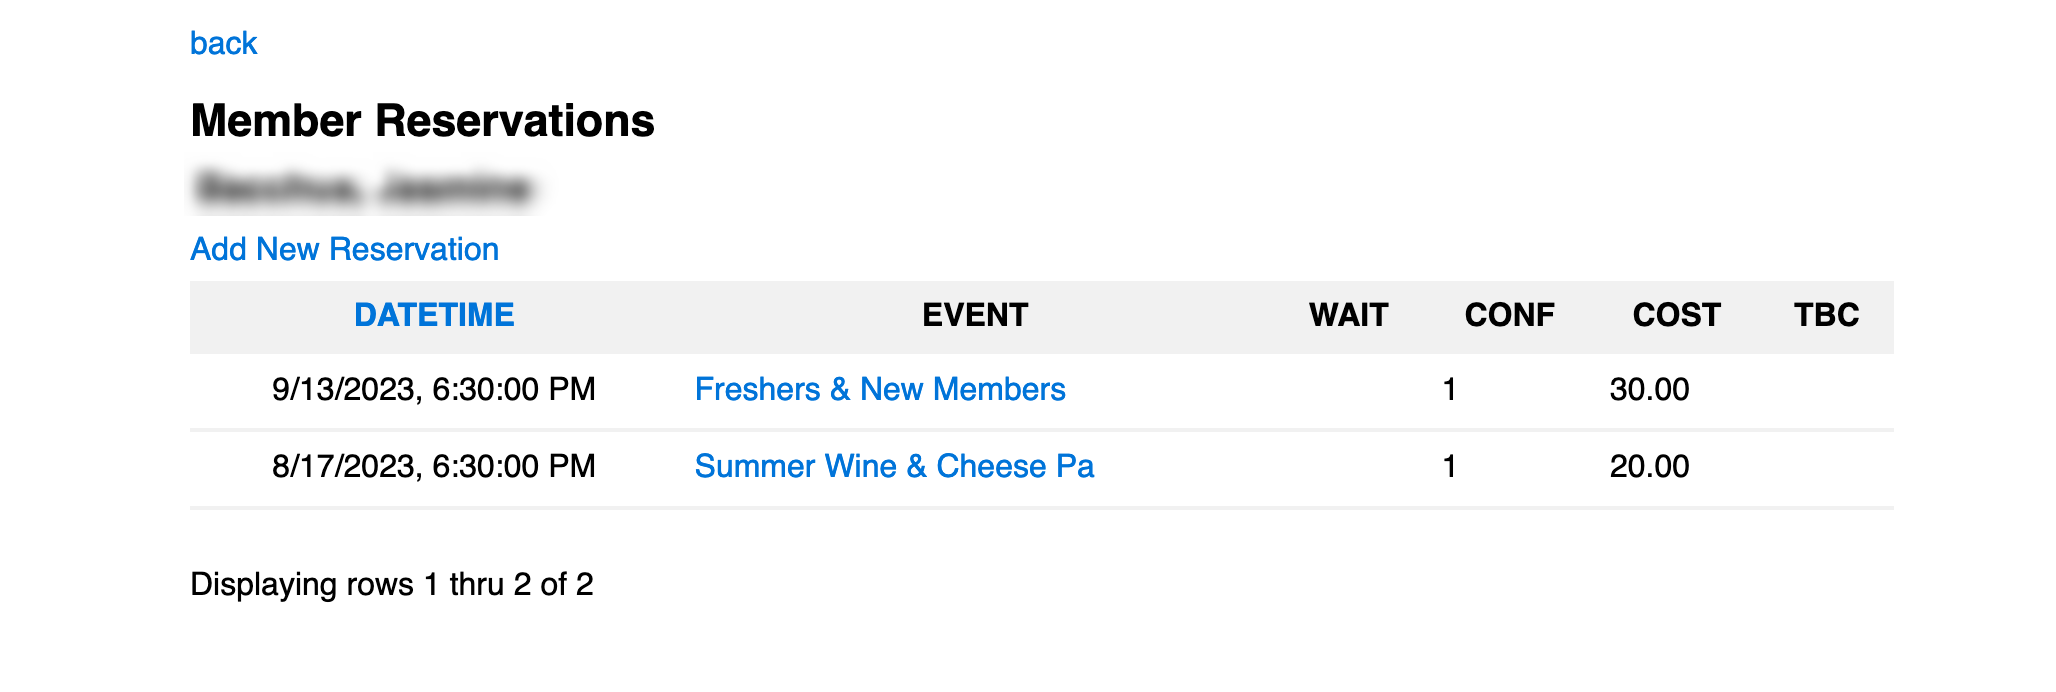 back
Member Reservations
Add New Reservation
DATETIME EVENT WAIT CONF COST TBC
9/13/2023, 6:30:00 PM Freshers & New Members 1 30.00
8/17/2023, 6:30:00 PM Summer Wine & Cheese Pa 1 20.00
Displaying rows 1 thru 2 of 2